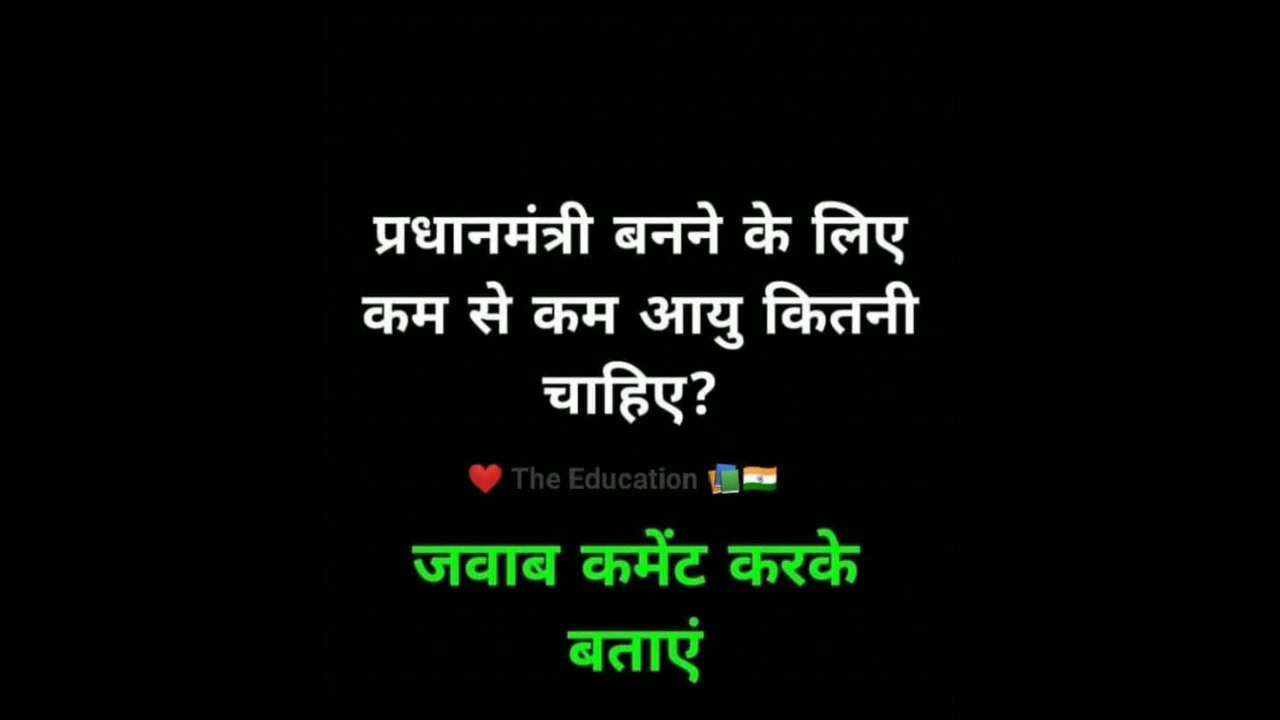 प्रधानमंत्री बनने के लिए
कम से कम आयु कितनी
चाहिए?
❤️ The Education 📚🇮🇳
जवाब कमेंट करके
बताएं